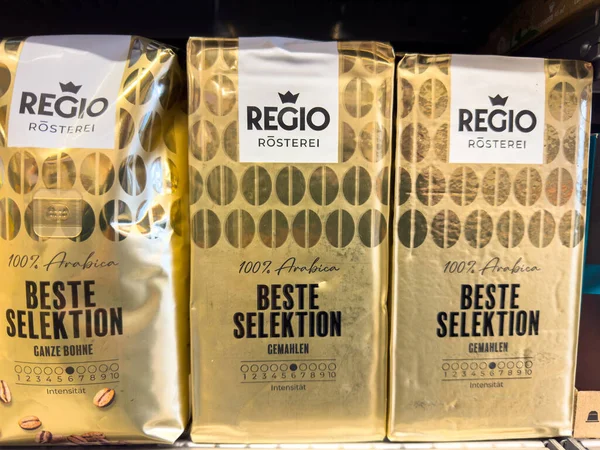 REGIO
RÖSTEREI
100% Arabica
BESTE
SELEKTION
GANZE BOHNE
1 2 3 4 5 6 7 8 9 10
Intensität
REGIO
RÖSTEREI
100% Arabica
BESTE
SELEKTION
GEMAHLEN
1 2 3 4 5 6 7 8 9 10
Intensität
REGIO
RÖSTEREI
100% Arabica
BESTE
SELEKTION
GEMAHLEN
1 2 3 4 5 6 7 8 9 10
Intensität